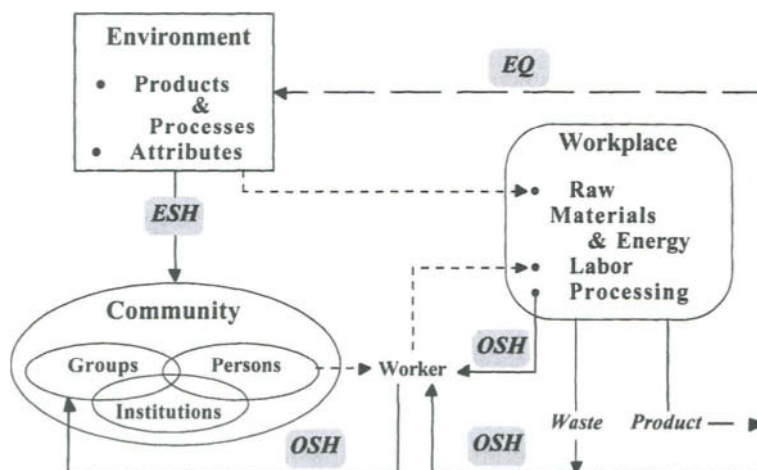 Environment
• Products
&
Processes
• Attributes
EQ
Workplace
• Raw
Materials
& Energy
• Labor
• Processing
ESH
Community
Groups
Persons
Institutions
Worker
OSH
Waste
Product
OSH
OSH